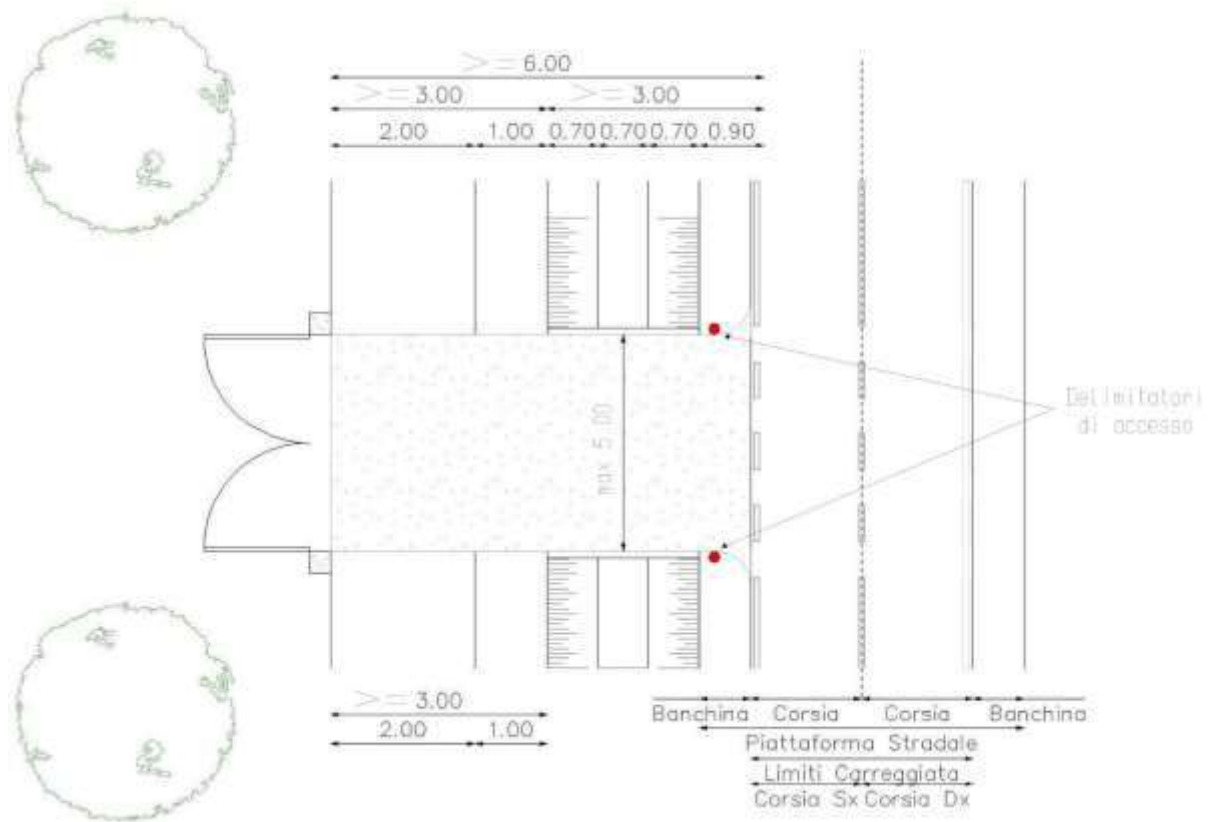 >= 6.00
>= 3.00 >= 3.00
2.00 1.00 0.70 0.70 0.70 0.90
max 5.00
Delimitatori
di accesso
>= 3.00
2.00 1.00
Banchina Corsia Corsia Banchina
Piattaforma Stradale
Limiti Carreggiata
Corsia Sx Corsia Dx